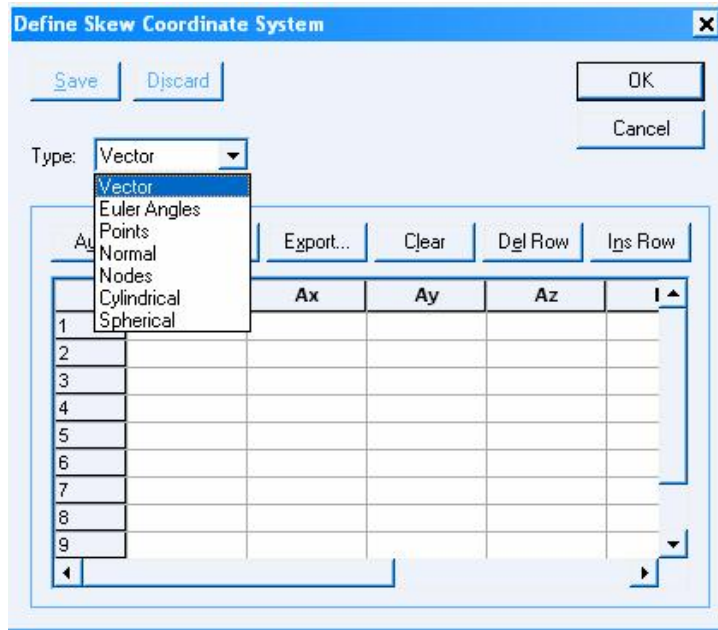 Define Skew Coordinate System
Save Discard OK
Cancel
Type: Vector
Vector
Euler Angles
Points
Normal
Nodes
Cylindrical
Spherical
Export... Clear Del Row Ins Row
Ax Ay Az
1
2
3
4
5
6
7
8
9